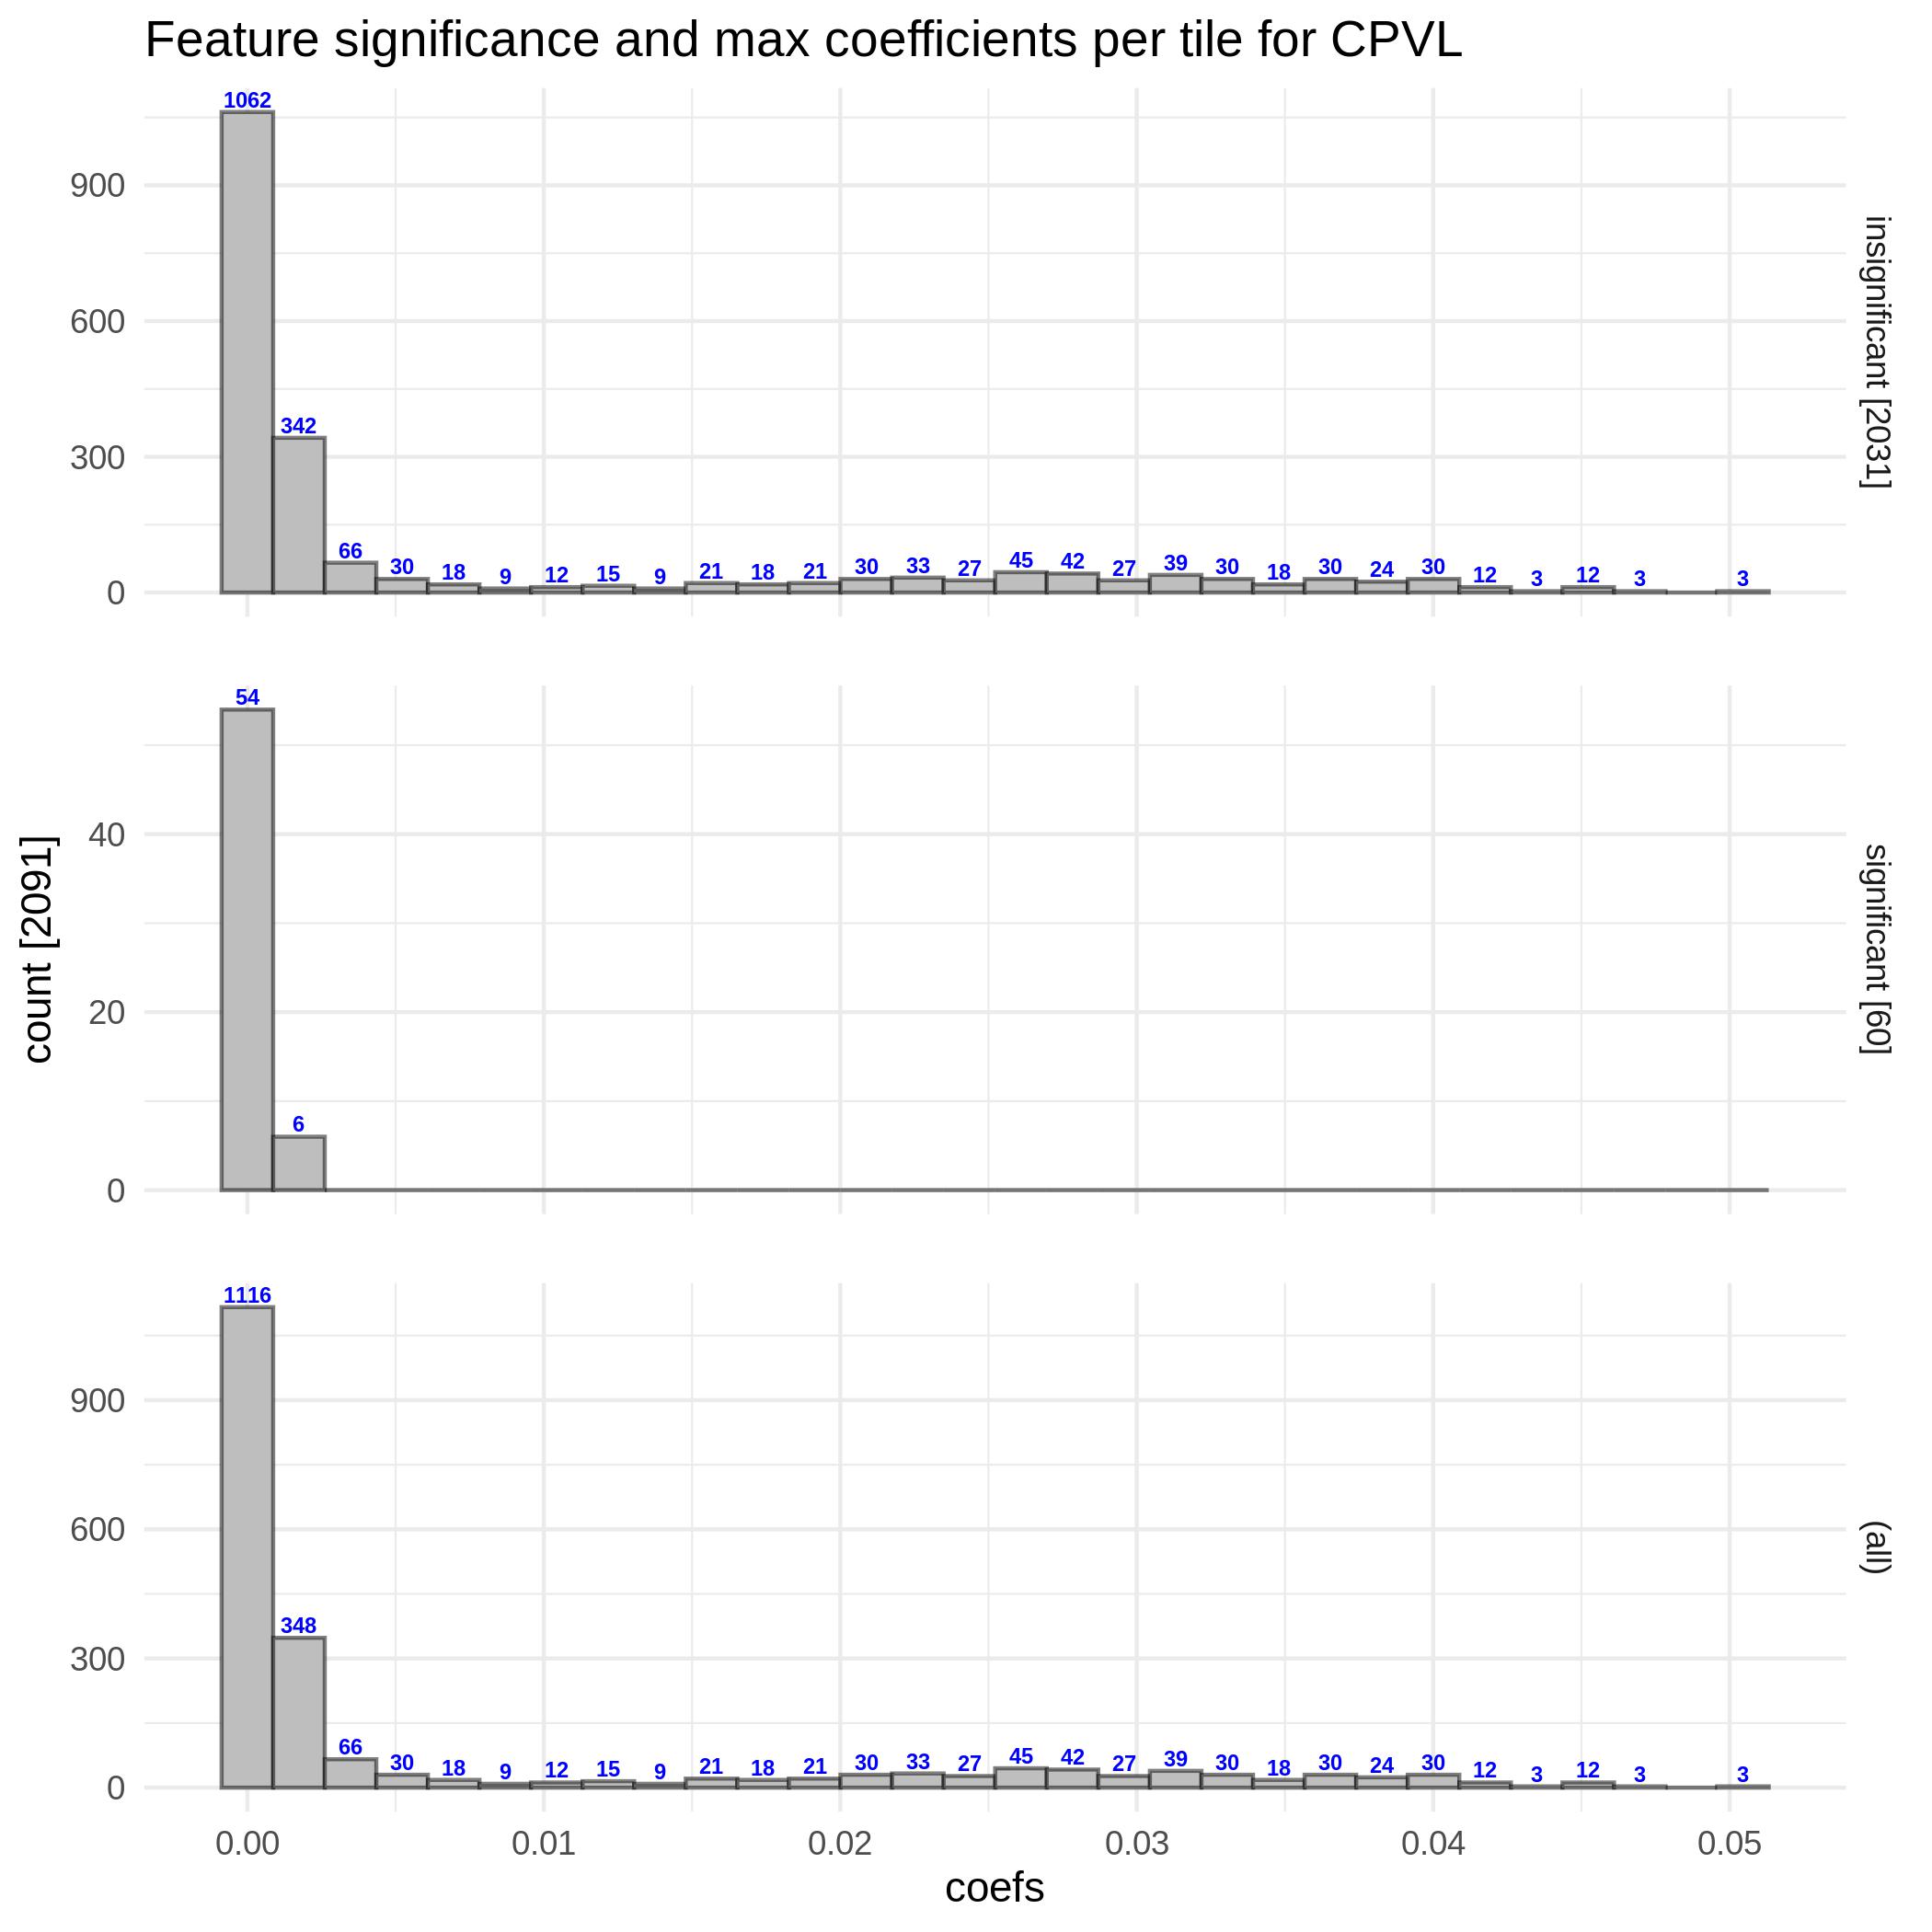 Feature significance and max coefficients per tile for CPVL
1062
342
66 30 18 9 12 15 9 21 18 21 30 33 27 45 42 27 39 30 18 30 24 30 12 3 12 3 3
900
600
300
0
insignificant [2031]
54
6
40
20
0
significant [60]
count [2091]
1116
348
66 30 18 9 12 15 9 21 18 21 30 33 27 45 42 27 39 30 18 30 24 30 12 3 12 3 3
900
600
300
0
(all)
0.00 0.01 0.02 0.03 0.04 0.05
coefs